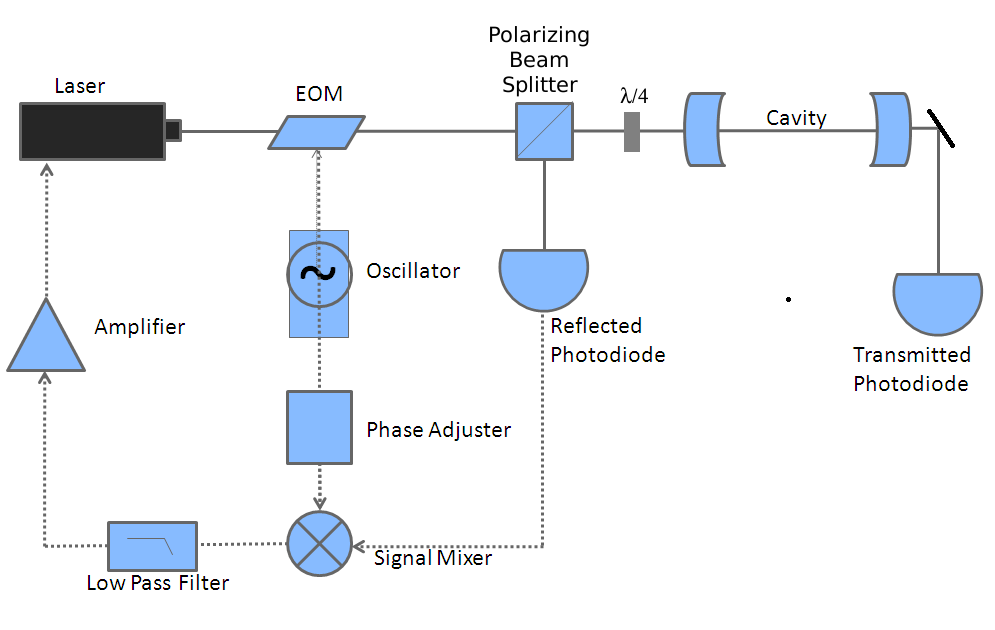 Polarizing
Beam
Splitter
Laser
EOM
λ/4
Cavity
Oscillator
Amplifier
Reflected
Photodiode
Transmitted
Photodiode
Phase Adjuster
Signal Mixer
Low Pass Filter